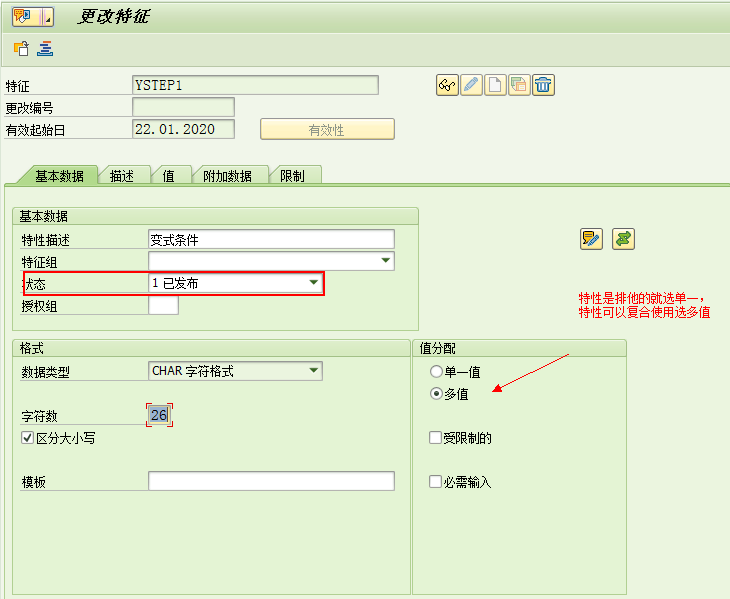 更改特征
特征 YSTEP1
更改编号
有效起始日 22.01.2020 有效性
基本数据 描述 值 附加数据 限制
基本数据
特性描述 变式条件
特征组
状态 1 已发布
授权组
特性是排他的就选单一，
特性可以复合使用选多值
格式
数据类型 CHAR 字符格式
字符数 26
区分大小写
模板
值分配
单一值
多值
受限制的
必需输入